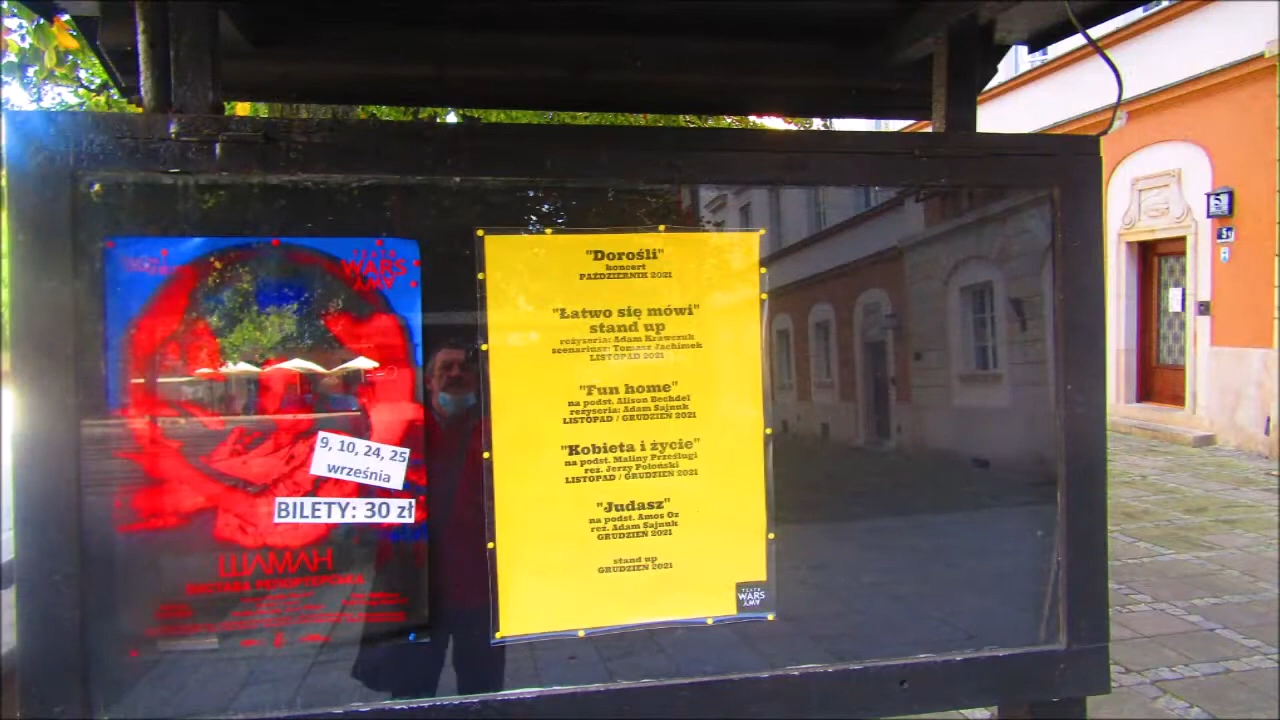 TEATR
WARS
AWY
9, 10, 24, 25
września
BILETY: 30 zł
ШАМАН
"Dorośli"
koncert
PAŹDZIERNIK 2021
"Łatwo się mówi"
stand up
reżyseria: Adam Krawczuk
scenariusz: Tomasz Jachimek
LISTOPAD 2021
"Fun home"
na podst. Alison Bechdel
reżyseria: Adam Sajnuk
LISTOPAD / GRUDZIEŃ 2021
"Kobieta i życie"
na podst. Maliny Prześlugi
reż. Jerzy Połoński
LISTOPAD / GRUDZIEŃ 2021
"Judasz"
na podst. Amos Oz
reż. Adam Sajnuk
GRUDZIEŃ 2021
stand up
GRUDZIEŃ 2021
TEATR
WARS
AWY